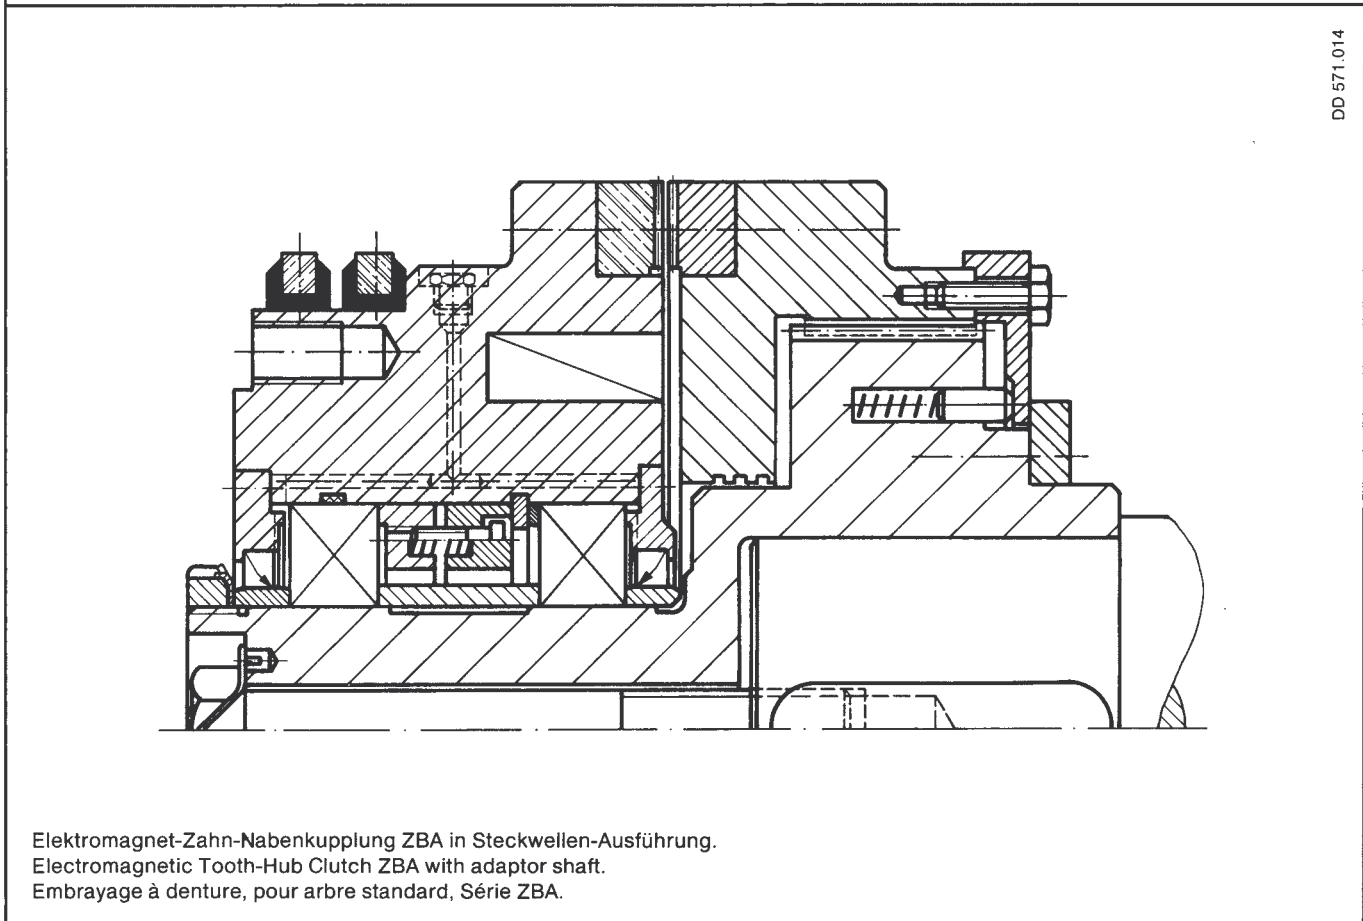 DD 571.014
Elektromagnet-Zahn-Nabenkupplung ZBA in Steckwellen-Ausführung.
Electromagnetic Tooth-Hub Clutch ZBA with adaptor shaft.
Embrayage à denture, pour arbre standard, Série ZBA.